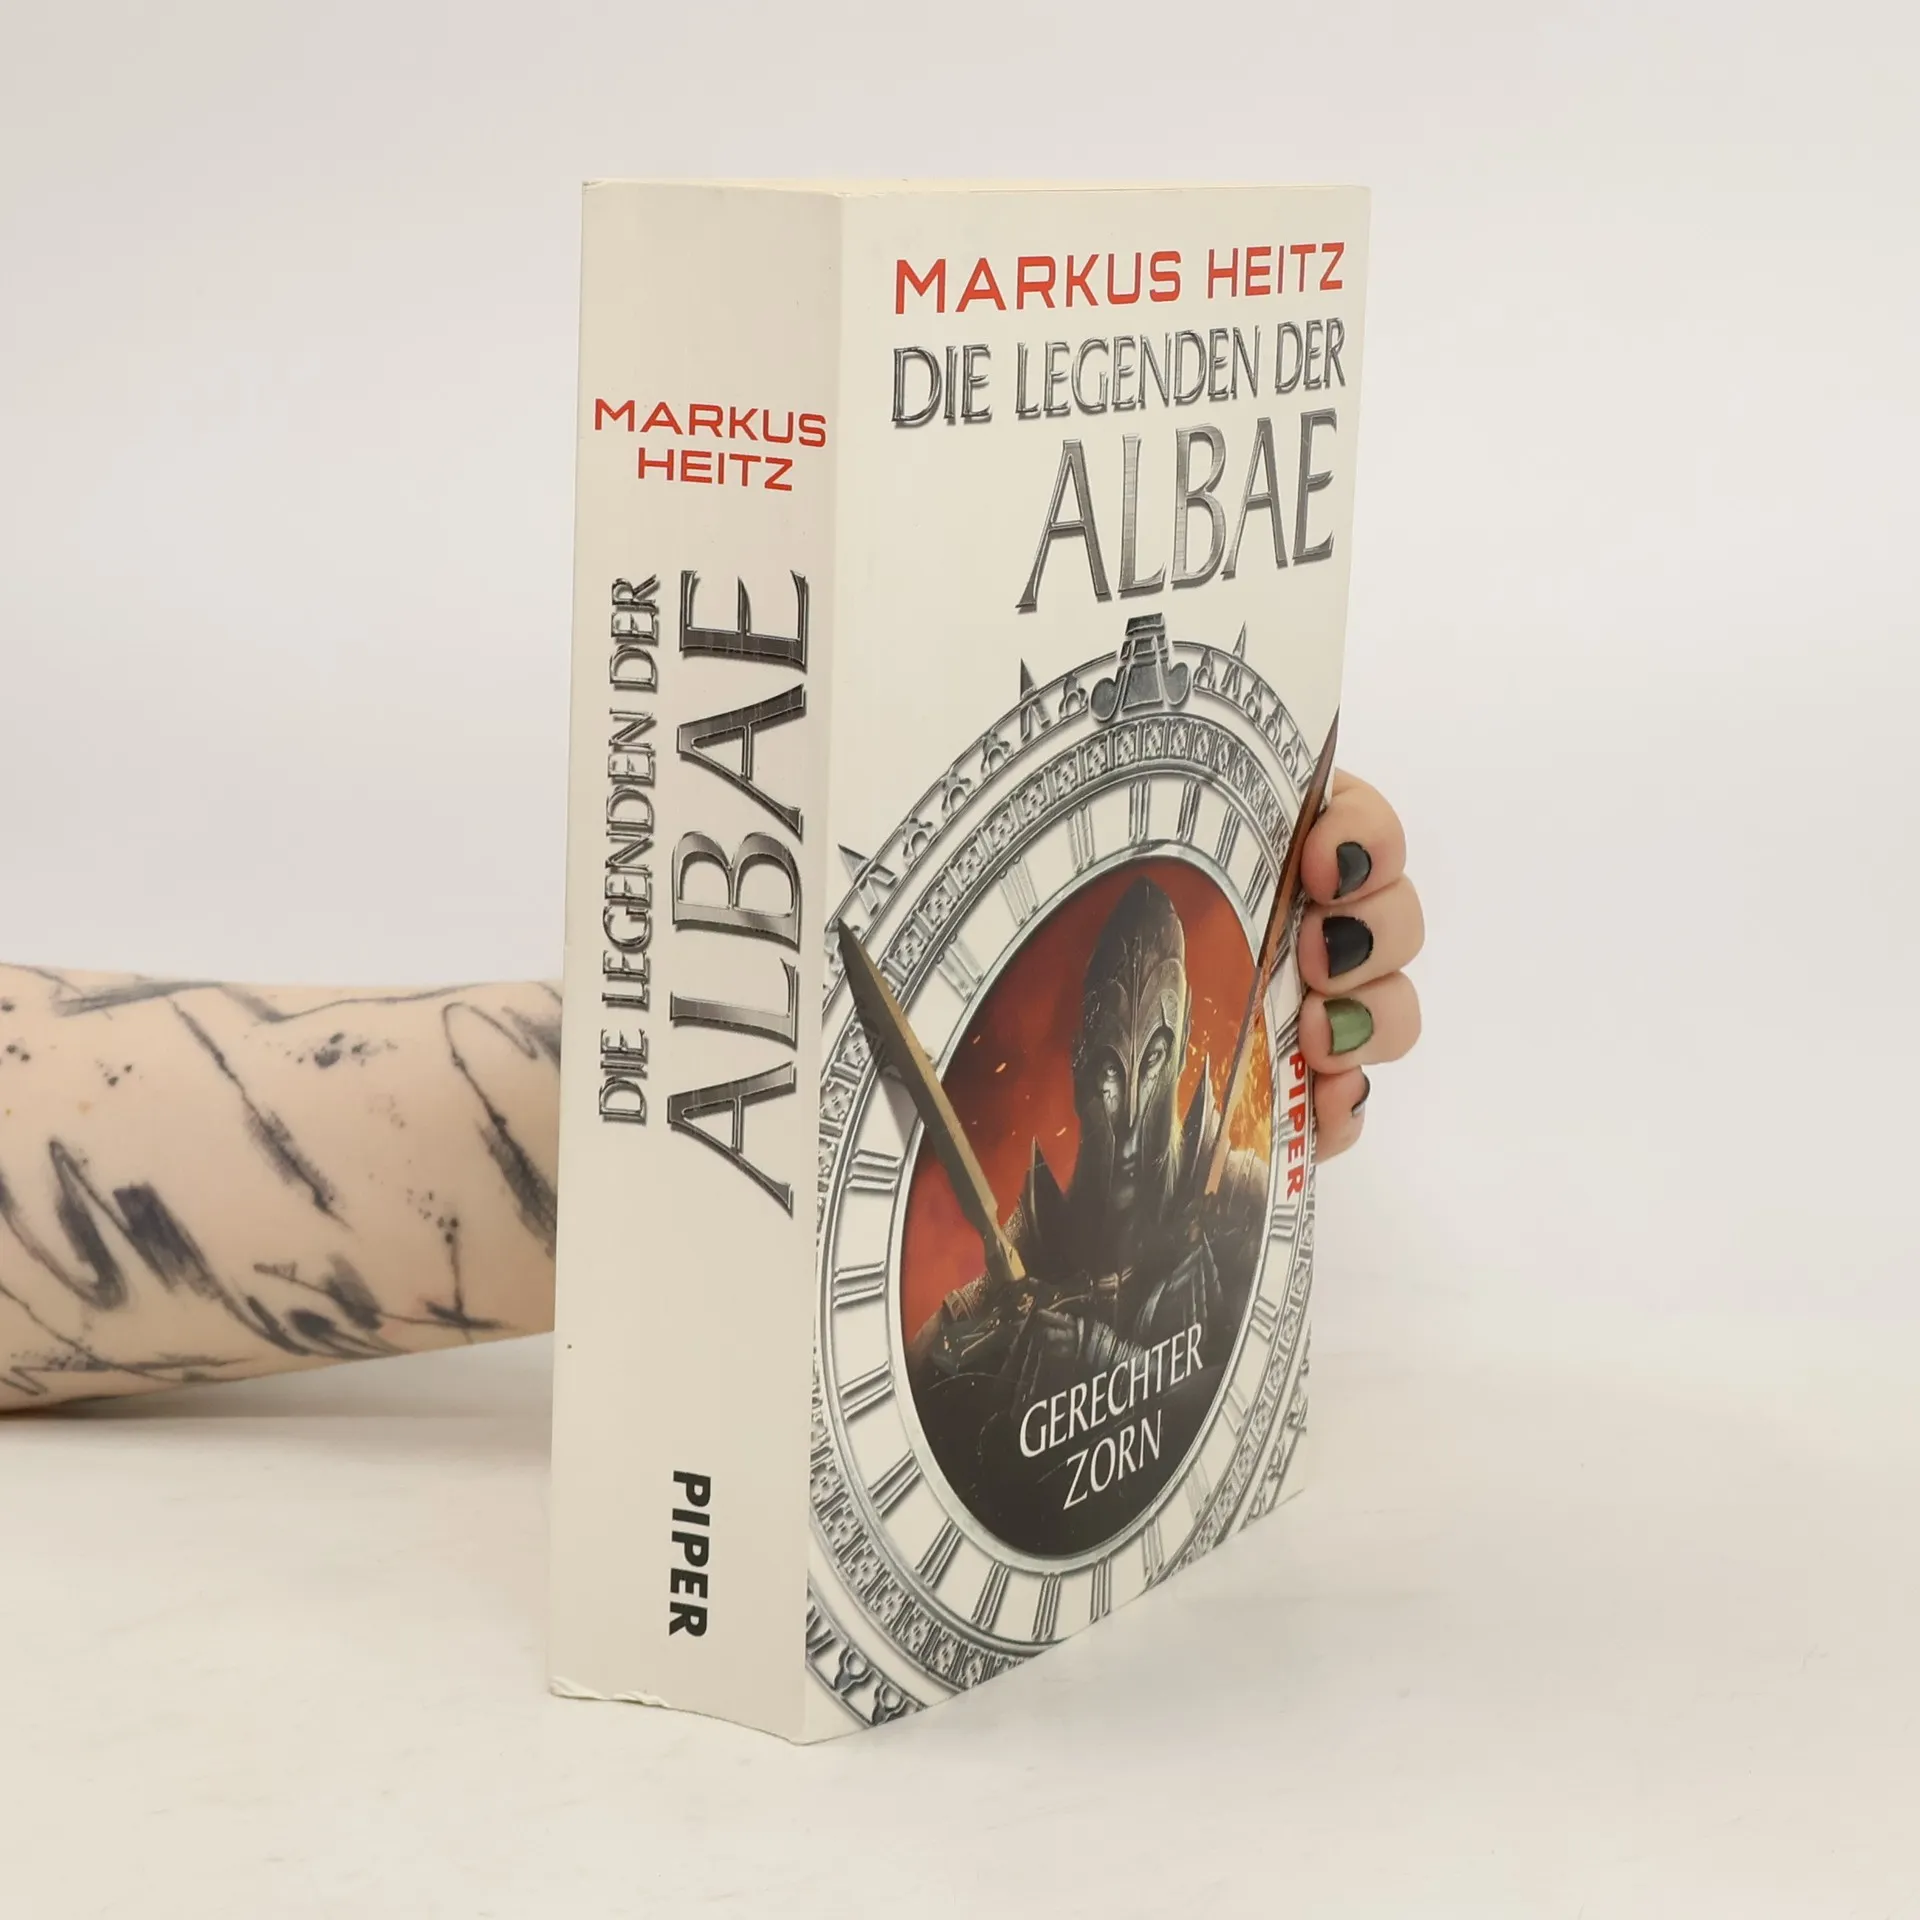 MARKUS
HEITZ
DIE LEGENDEN DER
ALBAE
PIPER
MARKUS HEITZ
DIE LEGENDEN DER
ALBAE
GERECHTER
ZORN
PIPER